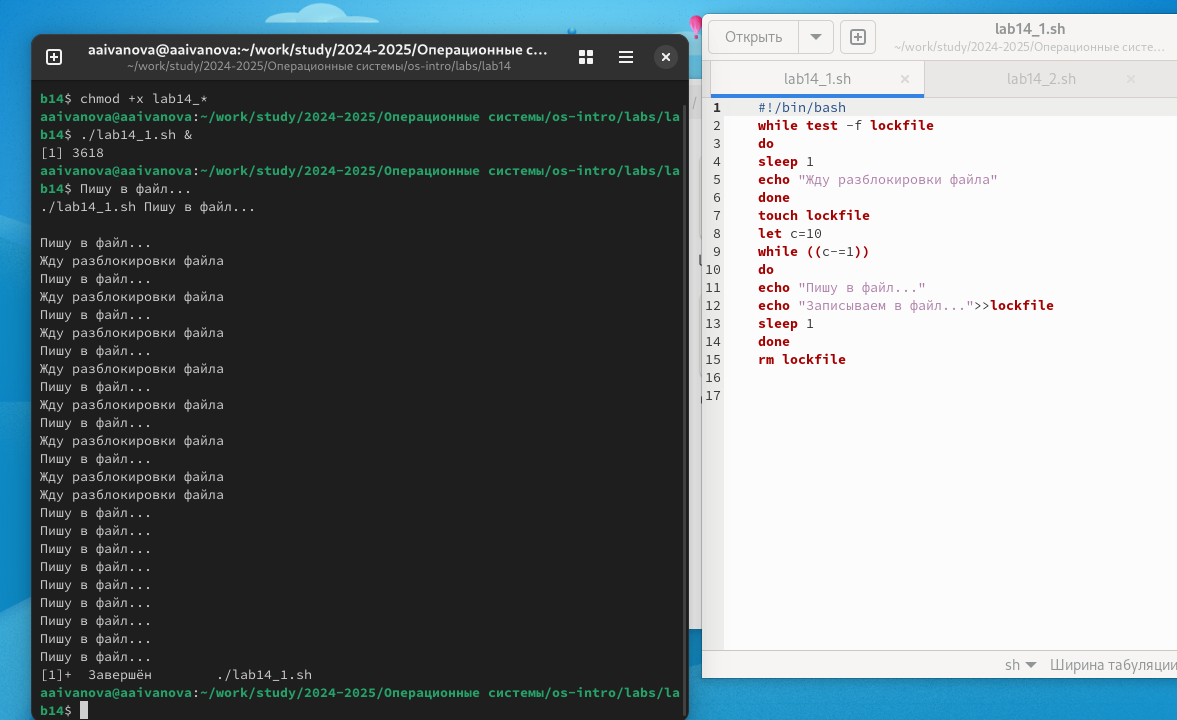 aaivanova@aaivanova:~/work/study/2024-2025/Операционные с...
~/work/study/2024-2025/Операционные системы/os-intro/labs/lab14
b14$ chmod +x lab14_*
aaivanova@aaivanova:~/work/study/2024-2025/Операционные системы/os-intro/labs/la
b14$ ./lab14_1.sh &
[1] 3618
aaivanova@aaivanova:~/work/study/2024-2025/Операционные системы/os-intro/labs/la
b14$ Пишу в файл...
./lab14_1.sh Пишу в файл...
Пишу в файл...
Жду разблокировки файла
Пишу в файл...
Жду разблокировки файла
Пишу в файл...
Жду разблокировки файла
Пишу в файл...
Жду разблокировки файла
Пишу в файл...
Жду разблокировки файла
Пишу в файл...
Жду разблокировки файла
Пишу в файл...
Жду разблокировки файла
Жду разблокировки файла
Пишу в файл...
Пишу в файл...
Пишу в файл...
Пишу в файл...
Пишу в файл...
Пишу в файл...
Пишу в файл...
Пишу в файл...
Пишу в файл...
[1]+  Завершён        ./lab14_1.sh
aaivanova@aaivanova:~/work/study/2024-2025/Операционные системы/os-intro/labs/la
b14$
Открыть
lab14_1.sh
~/work/study/2024-2025/Операционные систе...
lab14_1.sh
lab14_2.sh
1 #!/bin/bash
2 while test -f lockfile
3 do
4 sleep 1
5 echo "Жду разблокировки файла"
6 done
7 touch lockfile
8 let c=10
9 while ((c-=1))
10 do
11 echo "Пишу в файл..."
12 echo "Записываем в файл...">>lockfile
13 sleep 1
14 done
15 rm lockfile
16
17
sh Ширина табуляции